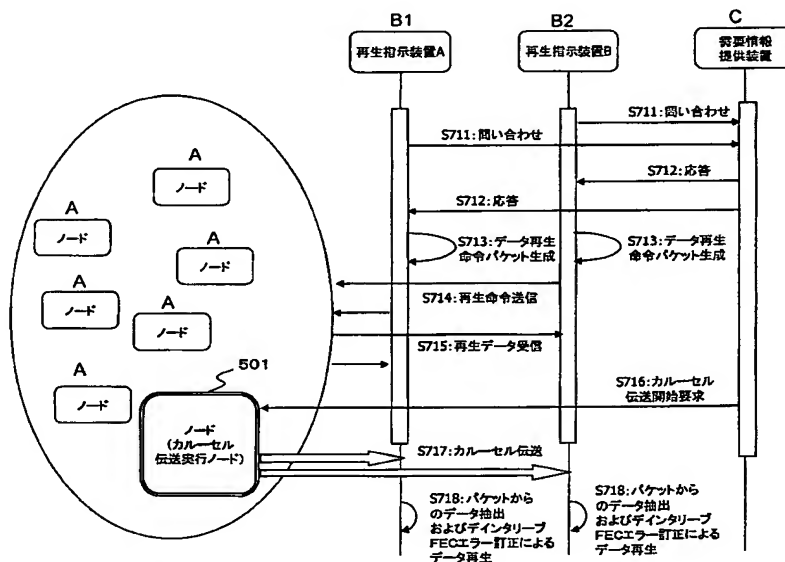 B1
B2
C
再生指示装置A
再生指示装置B
需要情報
提供装置
S711:問い合わせ
S711:問い合わせ
S712:応答
S712:応答
S713:データ再生
命令パケット生成
S713:データ再生
命令パケット生成
S714:再生命令送信
S715:再生データ受信
S716:カルーセル
伝送開始要求
S717:カルーセル伝送
S718:パケットから
のデータ抽出
およびデインタリーブ
FECエラー訂正による
データ再生
S718:パケットから
のデータ抽出
およびデインタリーブ
FECエラー訂正による
データ再生
A
ノード
A
ノード
A
ノード
A
ノード
A
ノード
A
ノード
501
ノード
(カルーセル
伝送実行ノード)